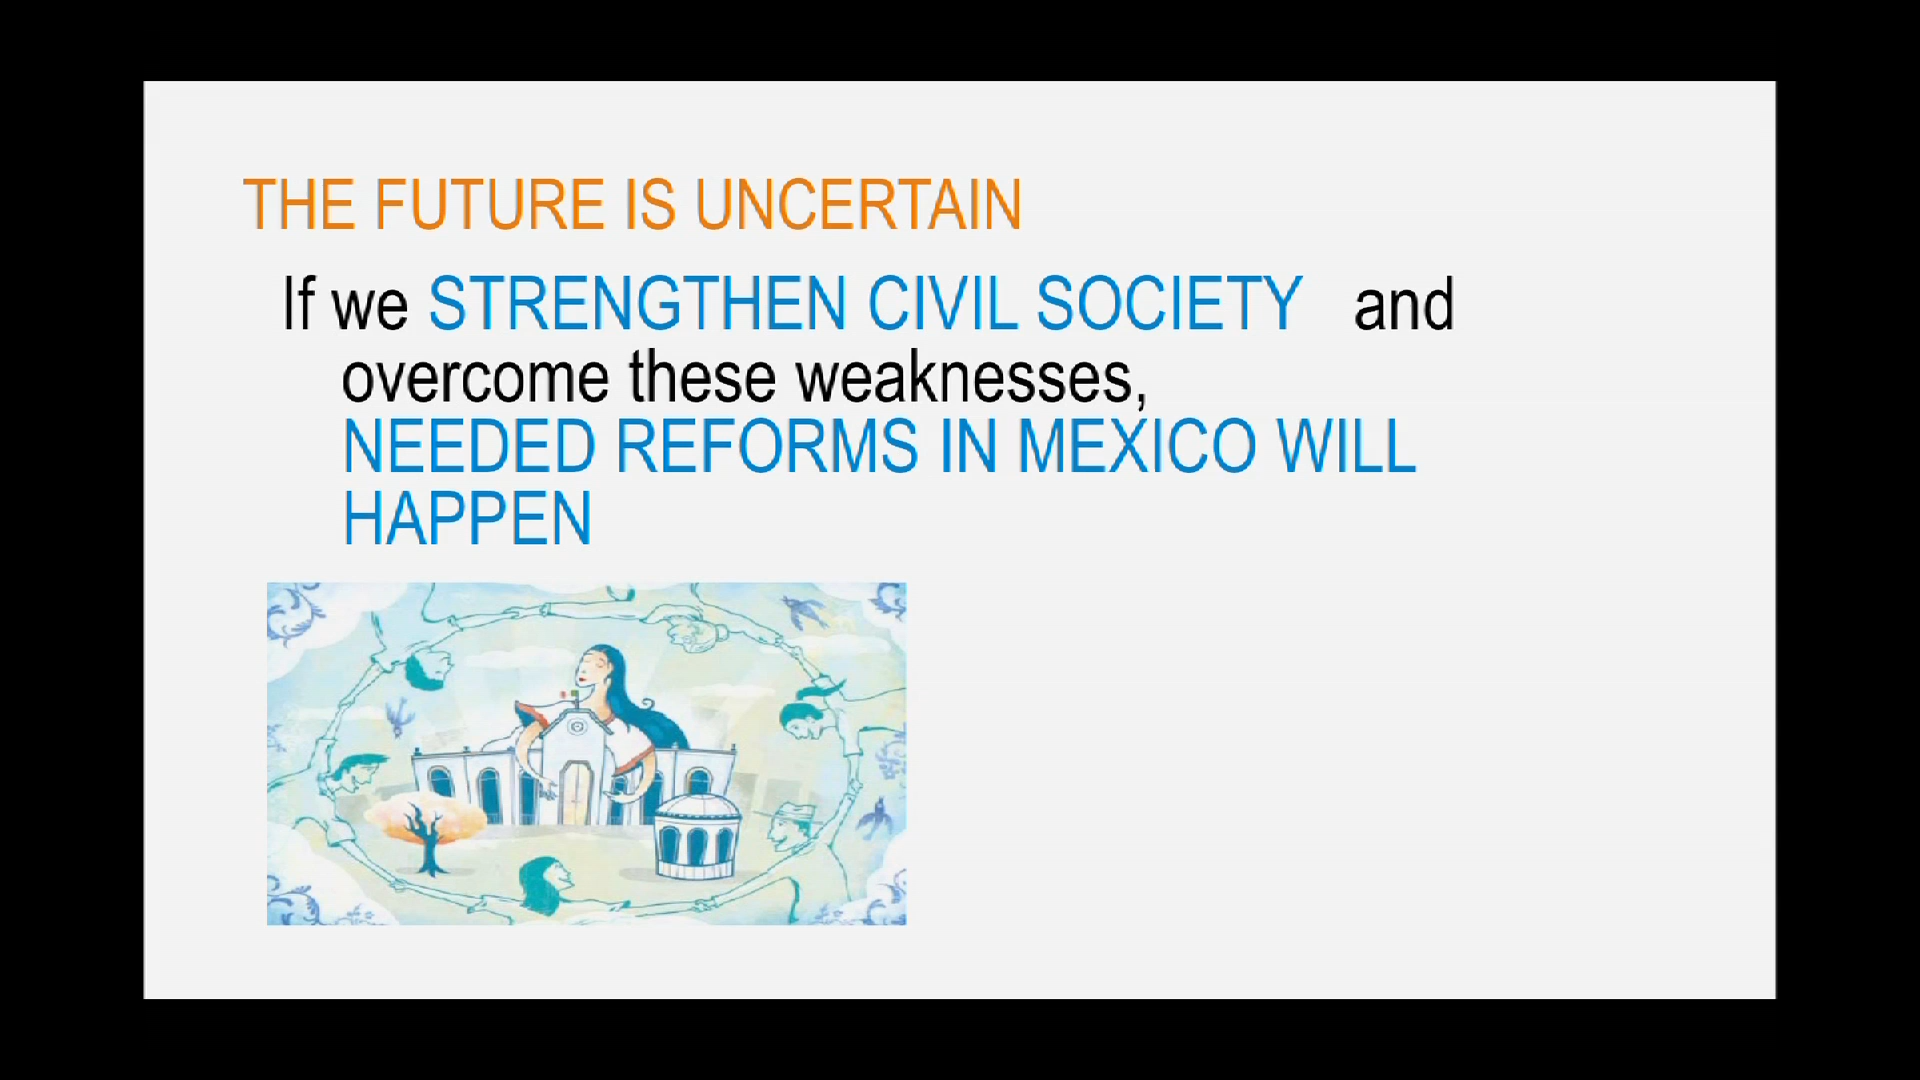 THE FUTURE IS UNCERTAIN
If we STRENGTHEN CIVIL SOCIETY and
overcome these weaknesses,
NEEDED REFORMS IN MEXICO WILL
HAPPEN